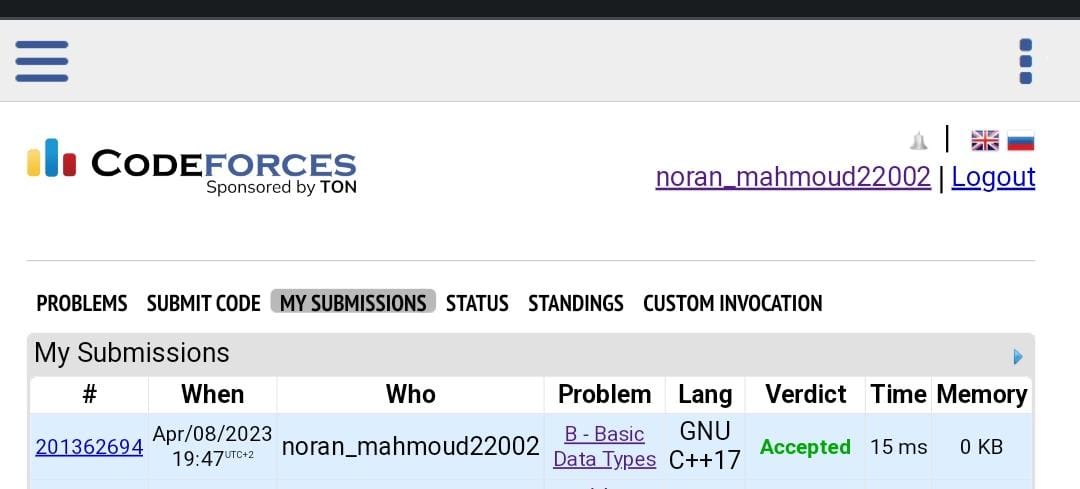 CODEFORCES
Sponsored by TON
|
noran_mahmoud22002 | Logout
PROBLEMS SUBMIT CODE MY SUBMISSIONS STATUS STANDINGS CUSTOM INVOCATION
My Submissions
# When Who Problem Lang Verdict Time Memory
201362694 Apr/08/2023 19:47UTC+2 noran_mahmoud22002 B - Basic Data Types GNU C++17 Accepted 15 ms 0 KB